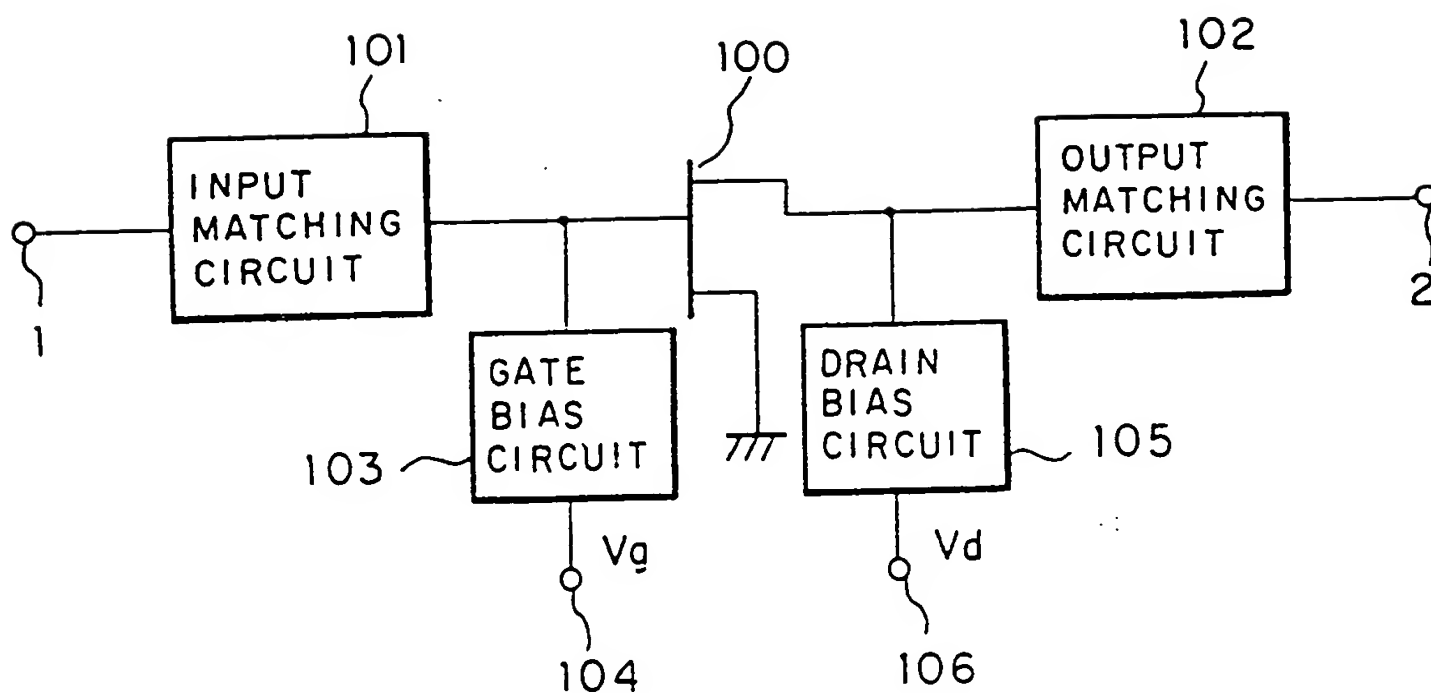 101
100
102
INPUT
MATCHING
CIRCUIT
OUTPUT
MATCHING
CIRCUIT
1
2
GATE
BIAS
CIRCUIT
DRAIN
BIAS
CIRCUIT
103
105
Vg
Vd
104
106